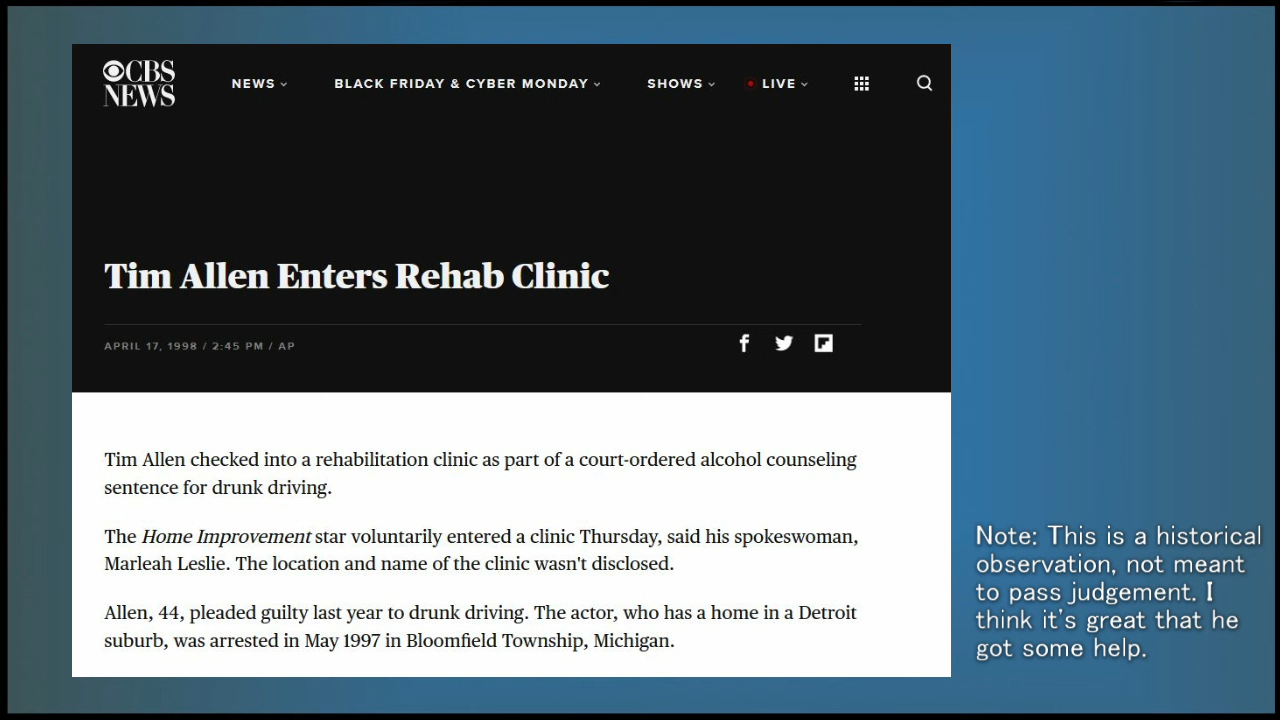 CBS
NEWS
NEWS
BLACK FRIDAY & CYBER MONDAY
SHOWS
LIVE
Tim Allen Enters Rehab Clinic
APRIL 17, 1998 / 2:45 PM / AP
Tim Allen checked into a rehabilitation clinic as part of a court-ordered alcohol counseling
sentence for drunk driving.
The Home Improvement star voluntarily entered a clinic Thursday, said his spokeswoman,
Marleah Leslie. The location and name of the clinic wasn't disclosed.
Allen, 44, pleaded guilty last year to drunk driving. The actor, who has a home in a Detroit
suburb, was arrested in May 1997 in Bloomfield Township, Michigan.
Note: This is a historical
observation, not meant
to pass judgement. I
think it's great that he
got some help.